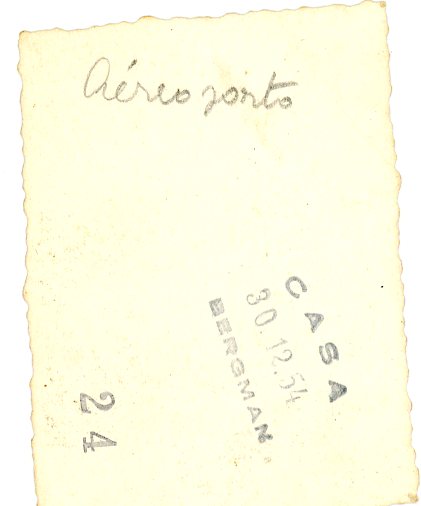 Aéreo porto
CASA
30.12.54
BERGMAN
24